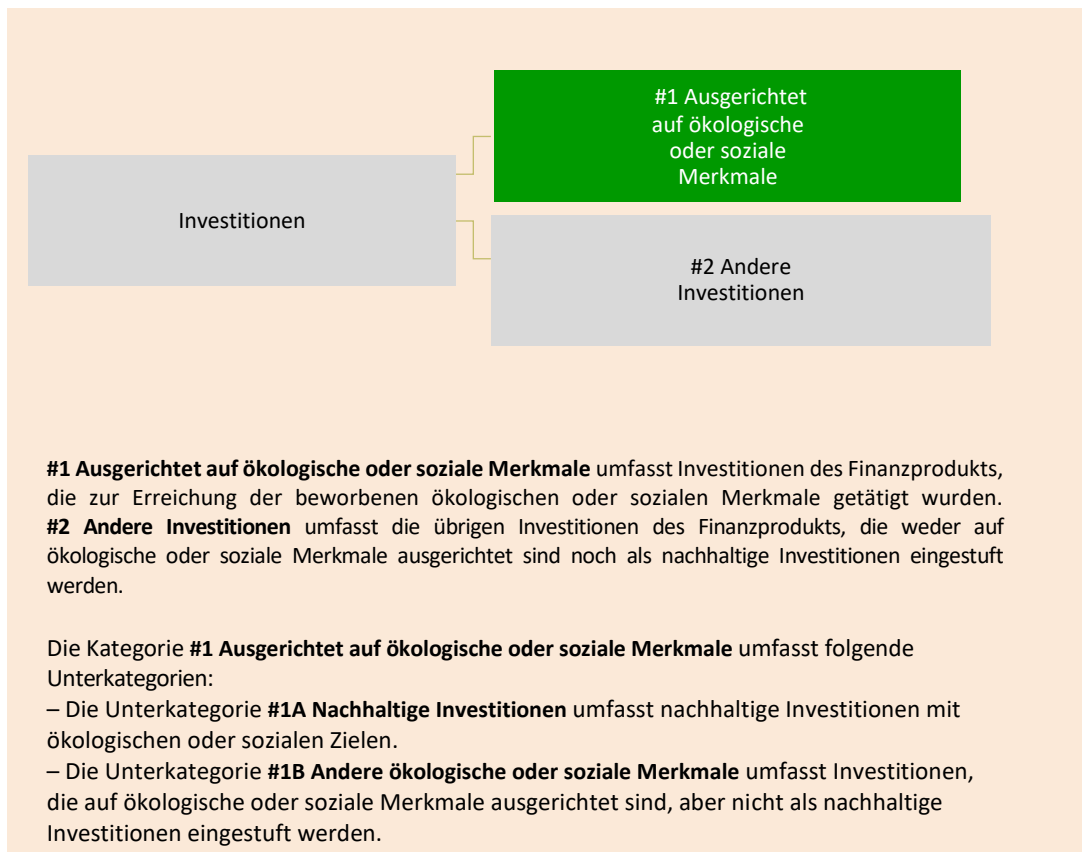 #1 Ausgerichtet
auf ökologische
oder soziale
Merkmale
Investitionen
#2 Andere
Investitionen
#1 Ausgerichtet auf ökologische oder soziale Merkmale umfasst Investitionen des Finanzprodukts,
die zur Erreichung der beworbenen ökologischen oder sozialen Merkmale getätigt wurden.
#2 Andere Investitionen umfasst die übrigen Investitionen des Finanzprodukts, die weder auf
ökologische oder soziale Merkmale ausgerichtet sind noch als nachhaltige Investitionen eingestuft
werden.
Die Kategorie #1 Ausgerichtet auf ökologische oder soziale Merkmale umfasst folgende
Unterkategorien:
– Die Unterkategorie #1A Nachhaltige Investitionen umfasst nachhaltige Investitionen mit
ökologischen oder sozialen Zielen.
– Die Unterkategorie #1B Andere ökologische oder soziale Merkmale umfasst Investitionen,
die auf ökologische oder soziale Merkmale ausgerichtet sind, aber nicht als nachhaltige
Investitionen eingestuft werden.